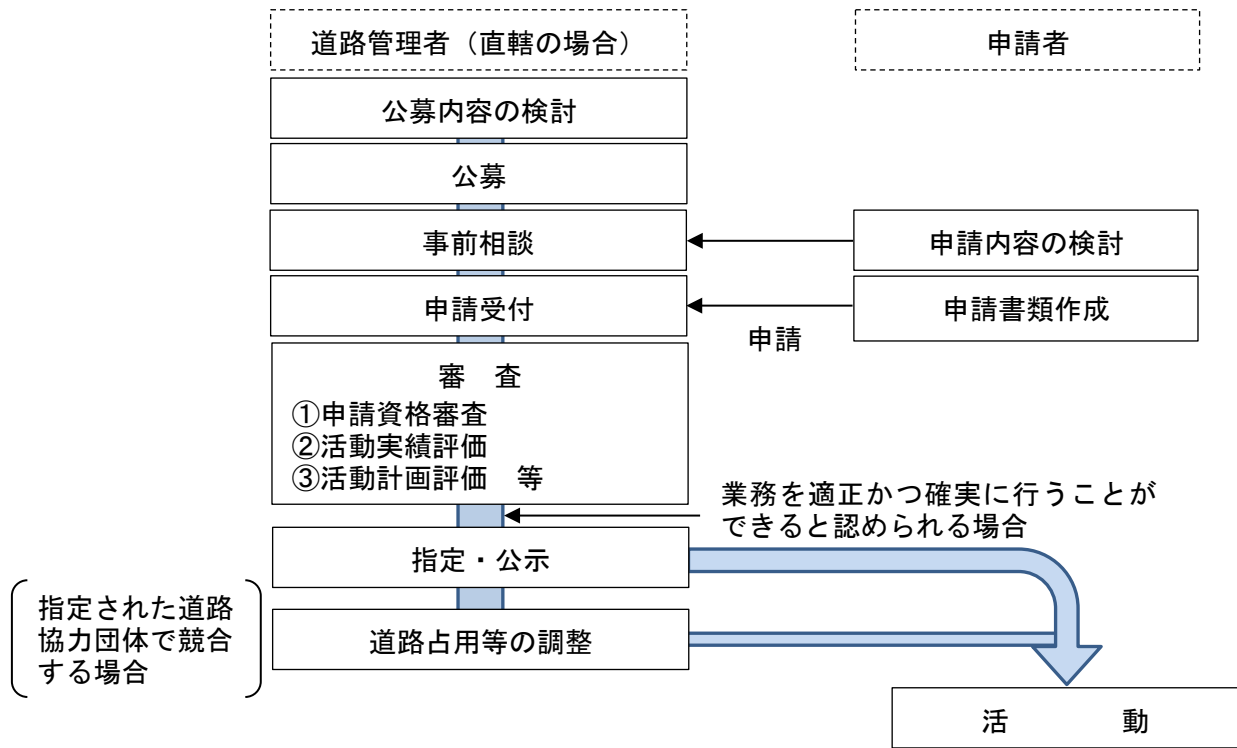 道路管理者（直轄の場合）
申請者
公募内容の検討
公募
事前相談
申請内容の検討
申請受付
申請書類作成
申請
審　査
①申請資格審査
②活動実績評価
③活動計画評価　等
業務を適正かつ確実に行うことが
できると認められる場合
指定・公示
指定された道路
協力団体で競合
する場合
道路占用等の調整
活　　　動